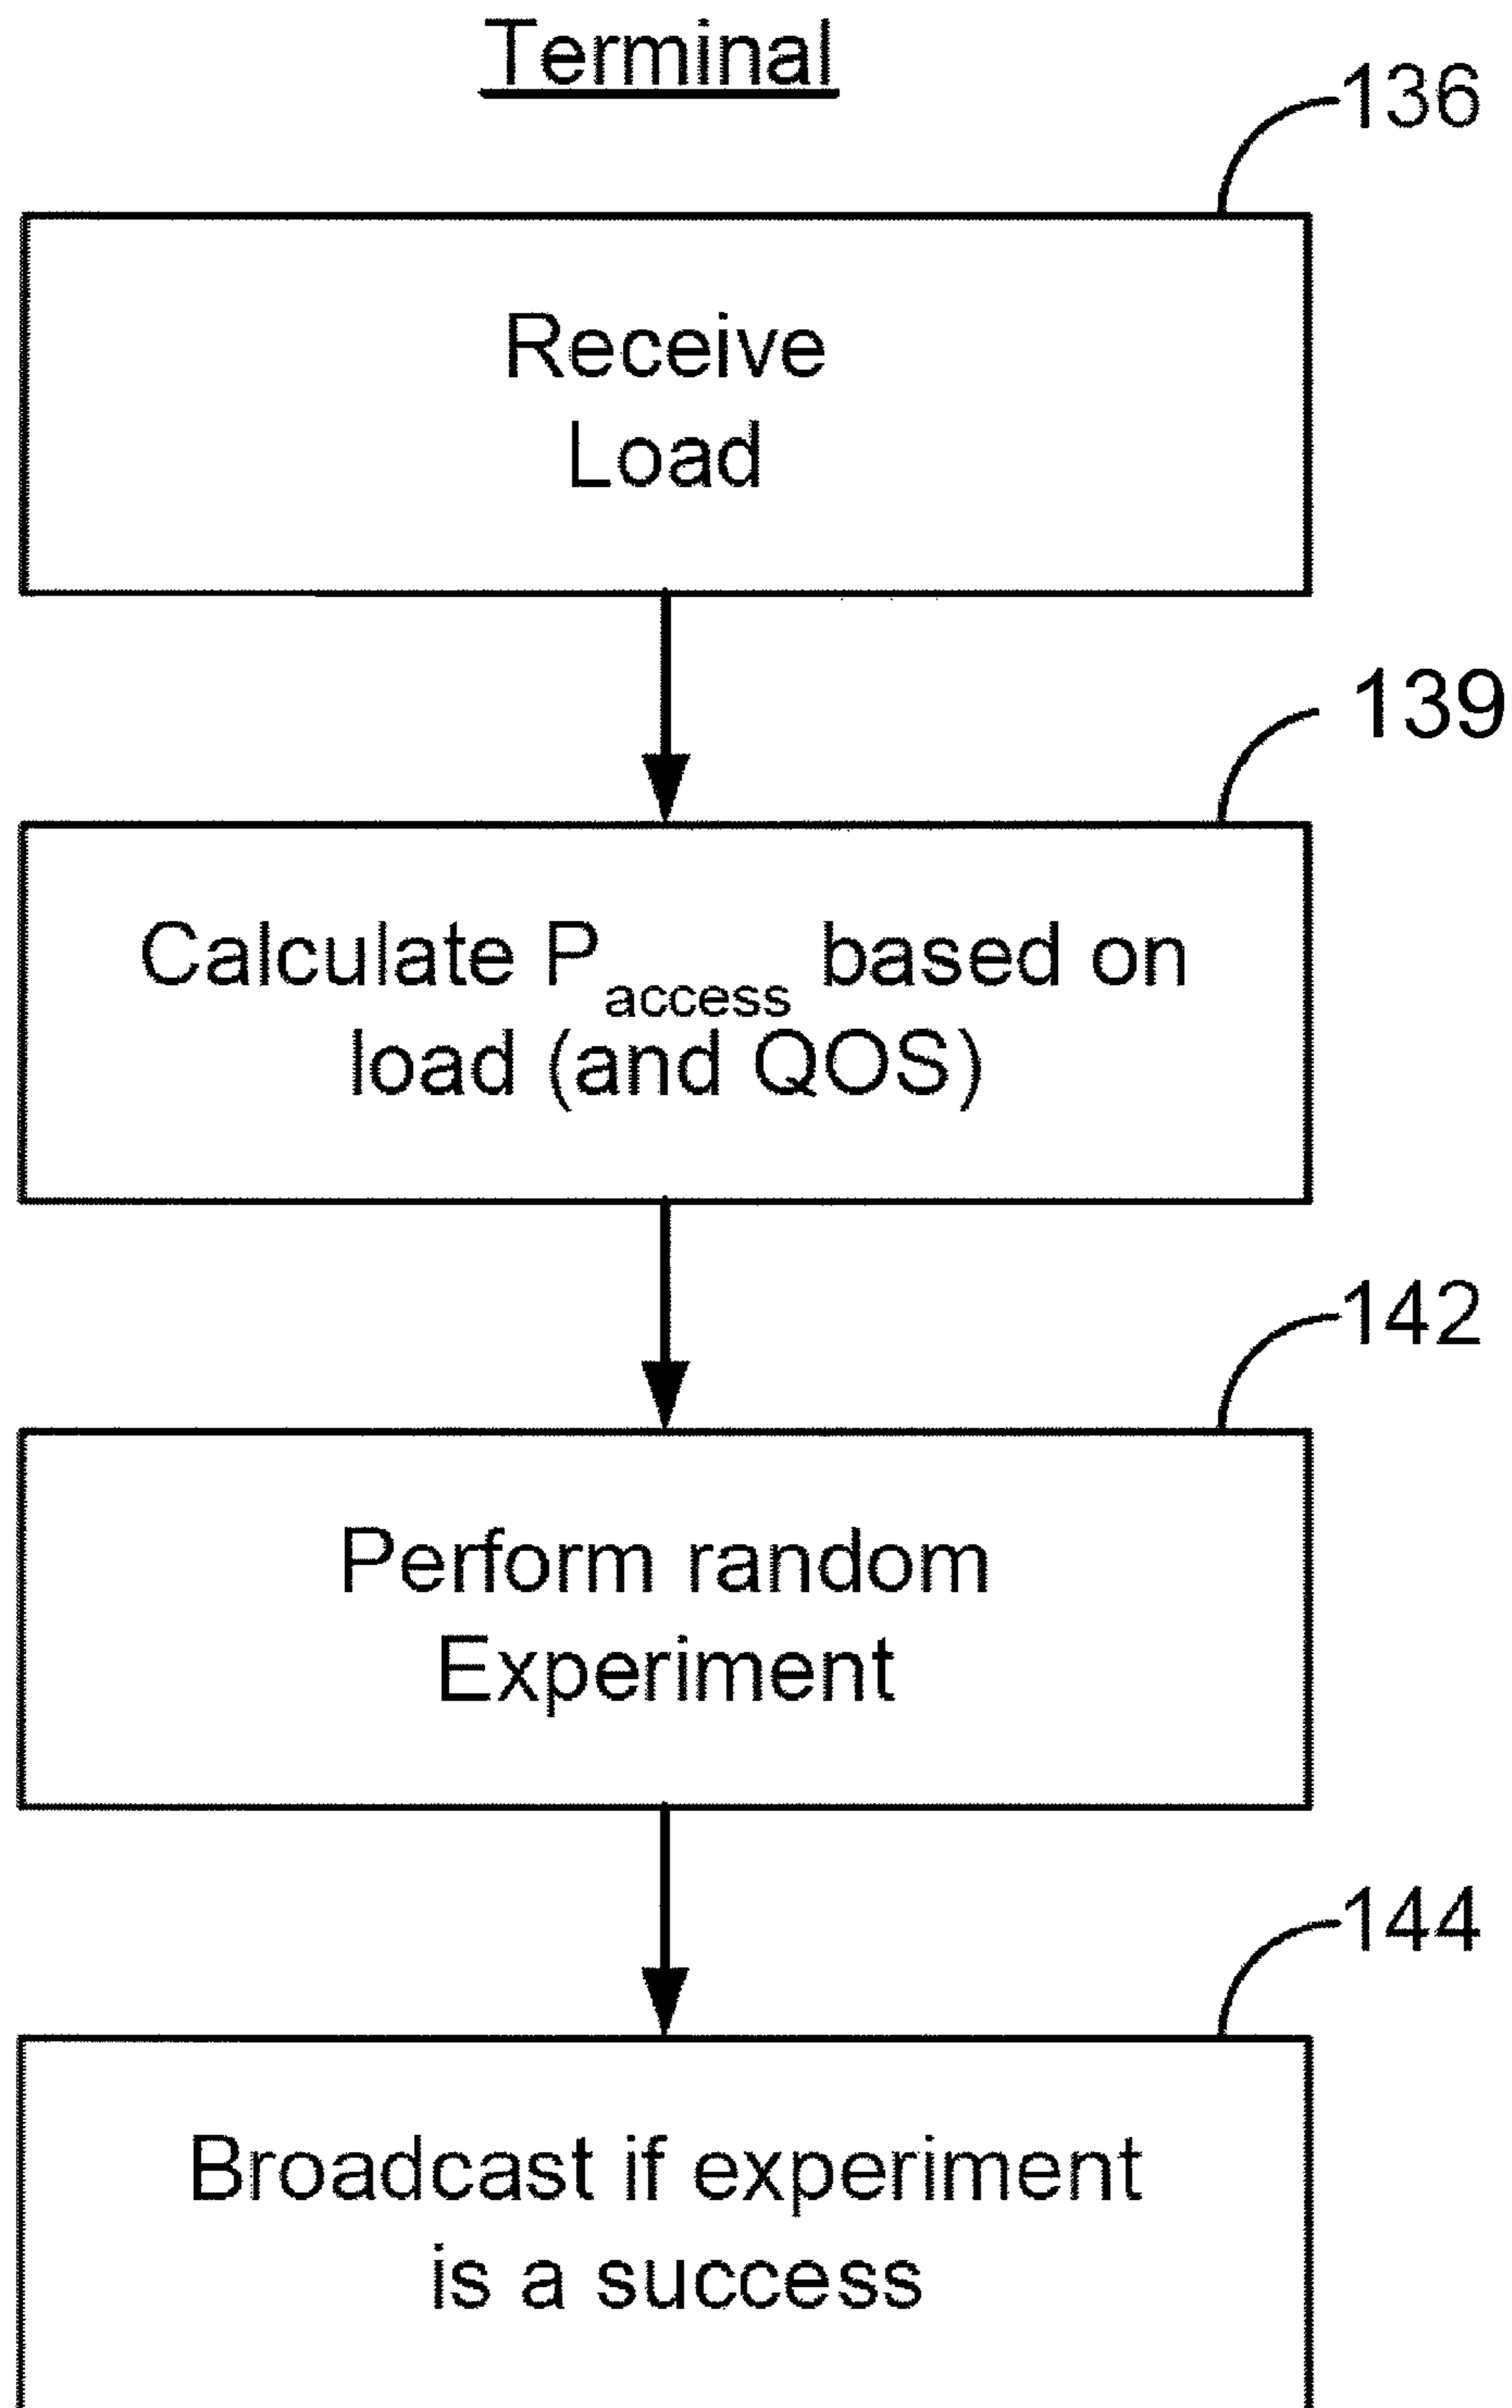 Terminal
136
Receive
Load
139
Calculate Paccess based on
load (and QOS)
142
Perform random
Experiment
144
Broadcast if experiment
is a success